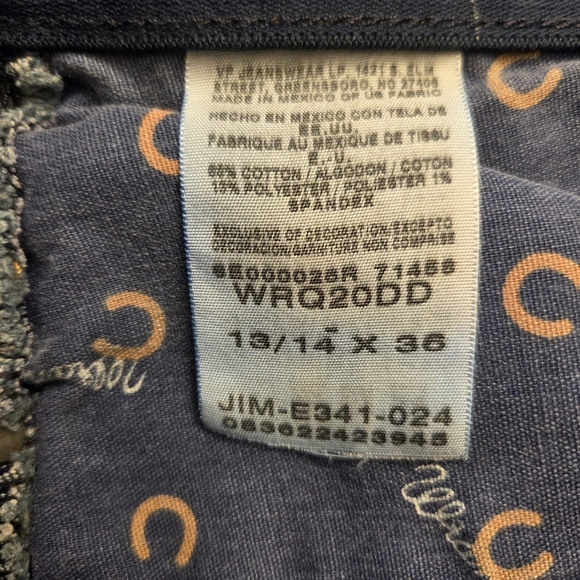 VF JEANSWEAR LP, 1421 S. ELM
STREET, GREENSBORO, NC 27406
MADE IN MEXICO OF US FABRIC
HECHO EN MEXICO CON TELA DE
EE.UU.
FABRIQUE AU MEXIQUE DE TISSU
E.-U.
COTTON / ALGODON / COTON
13% POLYESTER / POLIESTER 1%
SPANDEX
EXCLUSIVE OF DECORATION/EXCEPTO
DECORACION/GARNITURE NON COMPRISE
71455
WRQ20DD
13/14 X 36
JIM-E341-024
083622423945